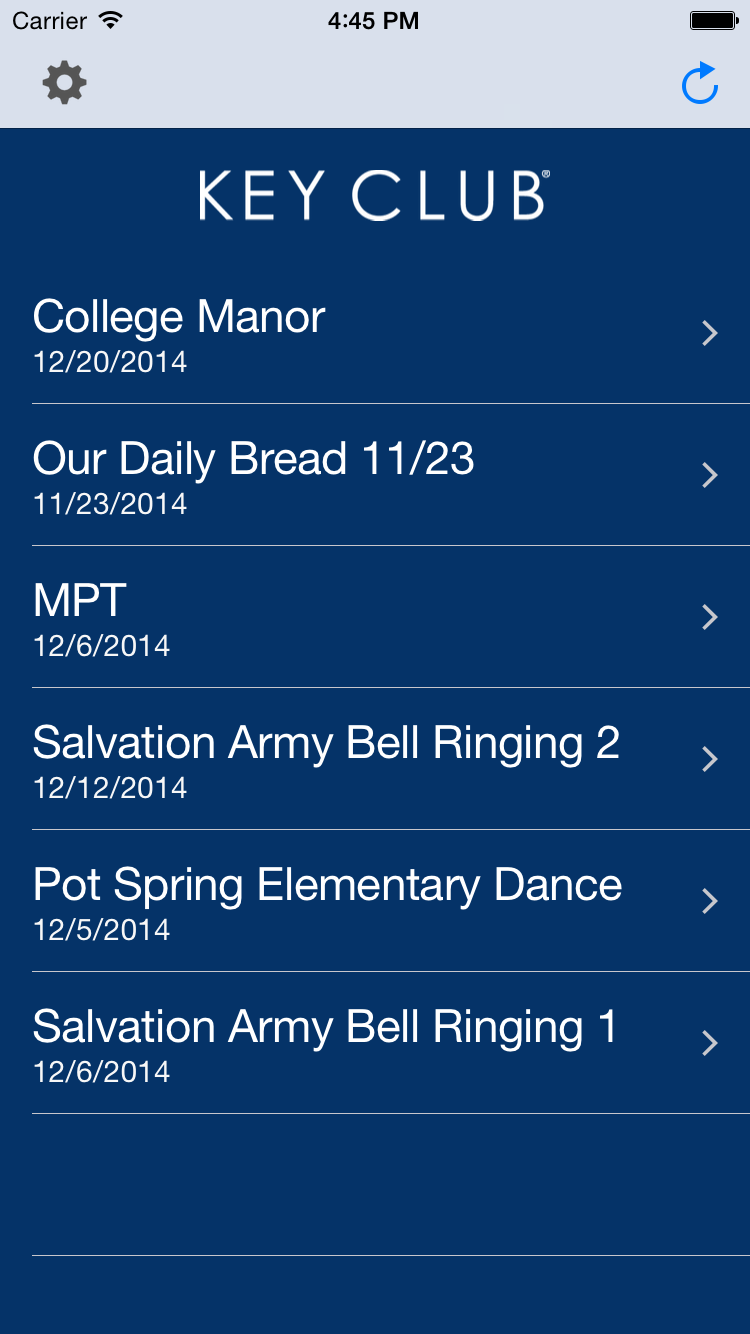 Carrier 4:45 PM
KEY CLUB®
College Manor
12/20/2014
Our Daily Bread 11/23
11/23/2014
MPT
12/6/2014
Salvation Army Bell Ringing 2
12/12/2014
Pot Spring Elementary Dance
12/5/2014
Salvation Army Bell Ringing 1
12/6/2014